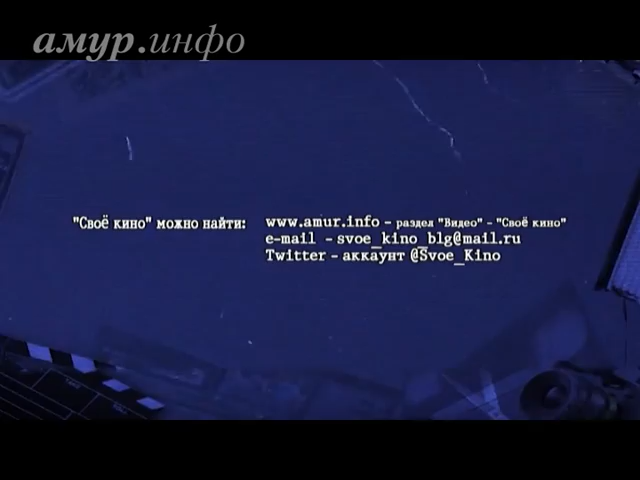 амур.инфо
"Своё кино" можно найти: www.amur.info – раздел "Видео" – "Своё кино"
e-mail – svoe_kino_blg@mail.ru
Twitter – аккаунт @Svoe_Kino